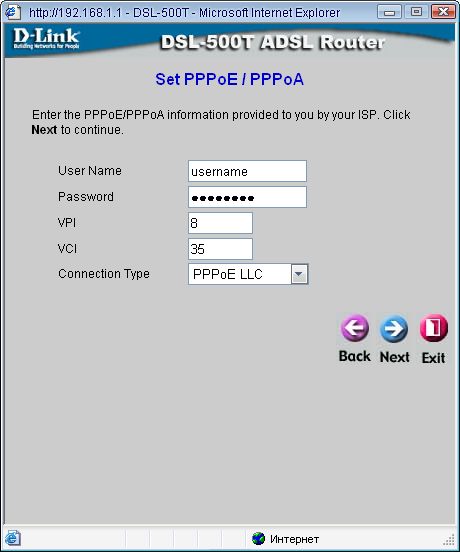 http://192.168.1.1 - DSL-500T - Microsoft Internet Explorer
D-Link
Building Networks for People
DSL-500T ADSL Router
Set PPPoE / PPPoA
Enter the PPPoE/PPPoA information provided to you by your ISP. Click
Next to continue.
User Name username
Password ●●●●●●●●
VPI 8
VCI 35
Connection Type PPPoE LLC
Back Next Exit
Интернет